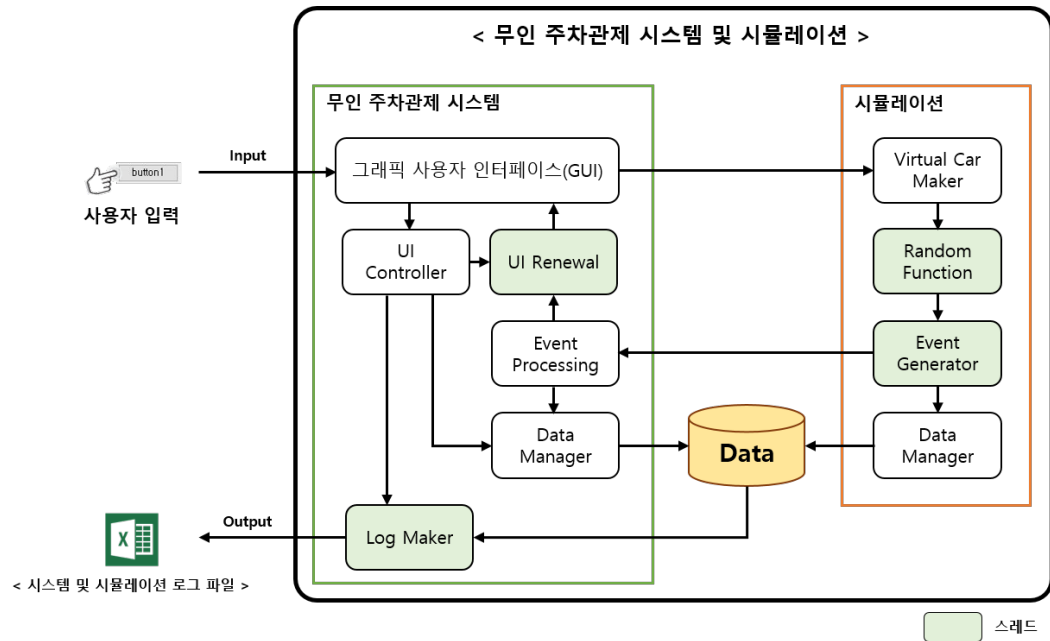 < 무인 주차관제 시스템 및 시뮬레이션 >
무인 주차관제 시스템
시뮬레이션
Input
button1
사용자 입력
그래픽 사용자 인터페이스(GUI)
Virtual Car
Maker
UI
Controller
UI Renewal
Random
Function
Event
Processing
Event
Generator
Data
Manager
Data
Data
Manager
Output
Log Maker
X
< 시스템 및 시뮬레이션 로그 파일 >
스레드